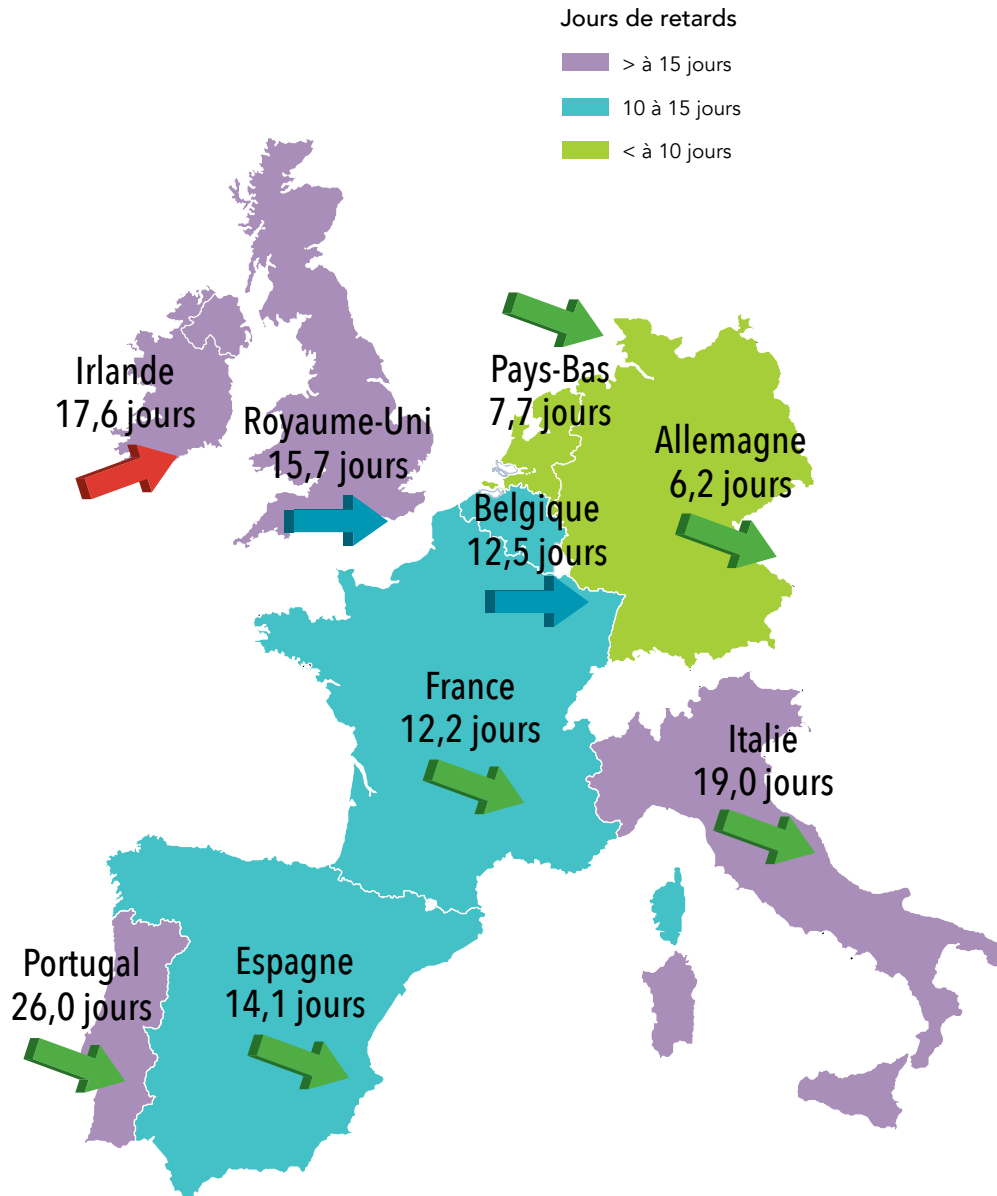 Jours de retards
> à 15 jours
10 à 15 jours
< à 10 jours
Irlande
17,6 jours
Royaume-Uni
15,7 jours
Pays-Bas
7,7 jours
Allemagne
6,2 jours
Belgique
12,5 jours
France
12,2 jours
Italie
19,0 jours
Portugal
26,0 jours
Espagne
14,1 jours